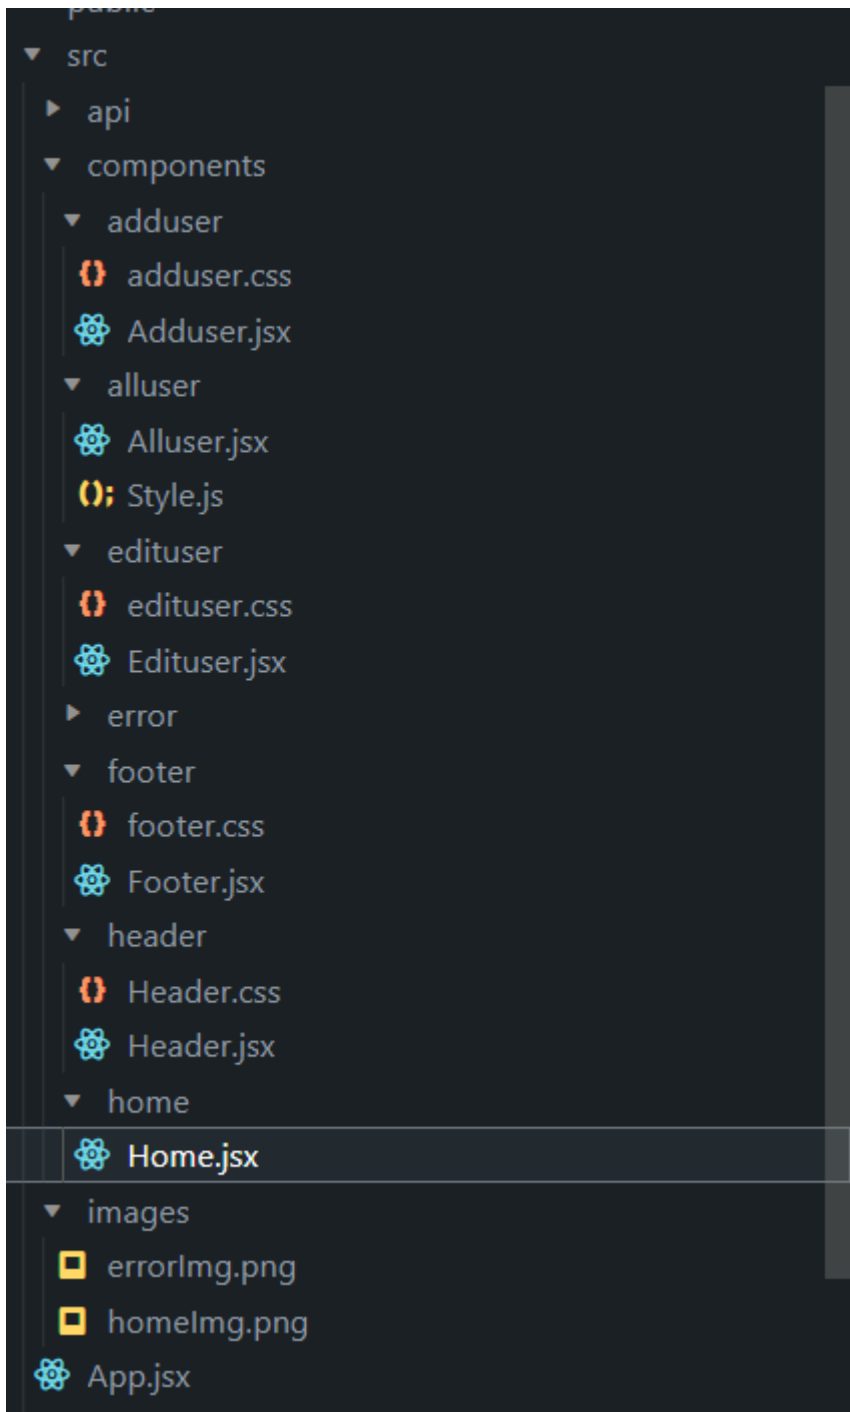 public
src
api
components
adduser
adduser.css
Adduser.jsx
alluser
Alluser.jsx
Style.js
edituser
edituser.css
Edituser.jsx
error
footer
footer.css
Footer.jsx
header
Header.css
Header.jsx
home
Home.jsx
images
errorImg.png
homeImg.png
App.jsx